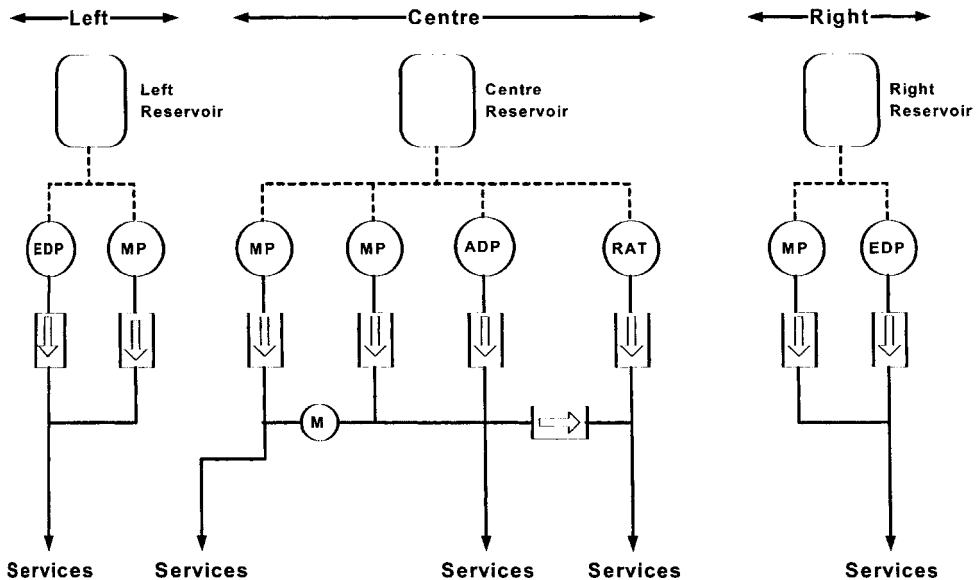 Left
Centre
Right
Left
Reservoir
Centre
Reservoir
Right
Reservoir
EDP
MP
MP
MP
ADP
RAT
MP
EDP
M
Services
Services
Services
Services
Services